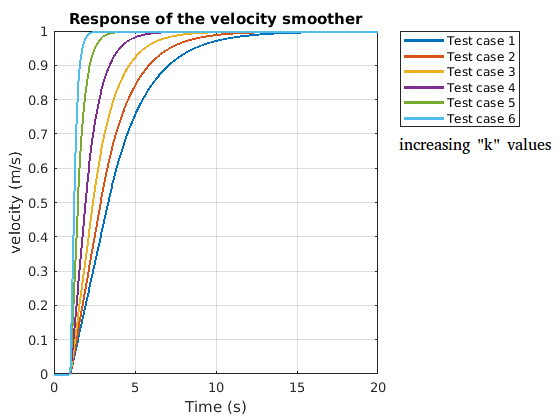 Response of the velocity smoother
1
0.9
0.8
0.7
0.6
0.5
0.4
0.3
0.2
0.1
0
velocity (m/s)
0 5 10 15 20
Time (s)
Test case 1
Test case 2
Test case 3
Test case 4
Test case 5
Test case 6
increasing "k" values